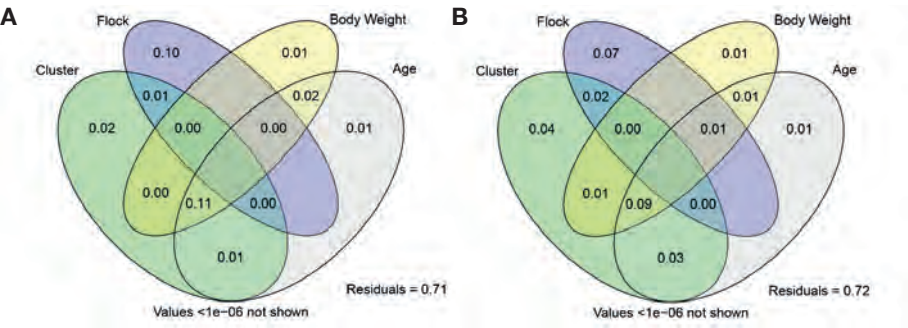 A
Flock
Body Weight
Cluster
Age
0.10
0.01
0.01
0.02
0.02
0.00
0.00
0.01
0.00
0.11
0.00
0.01
Residuals = 0.71
Values <1e−06 not shown
B
Flock
Body Weight
Cluster
Age
0.07
0.01
0.02
0.01
0.04
0.00
0.01
0.01
0.01
0.09
0.00
0.03
Residuals = 0.72
Values <1e−06 not shown